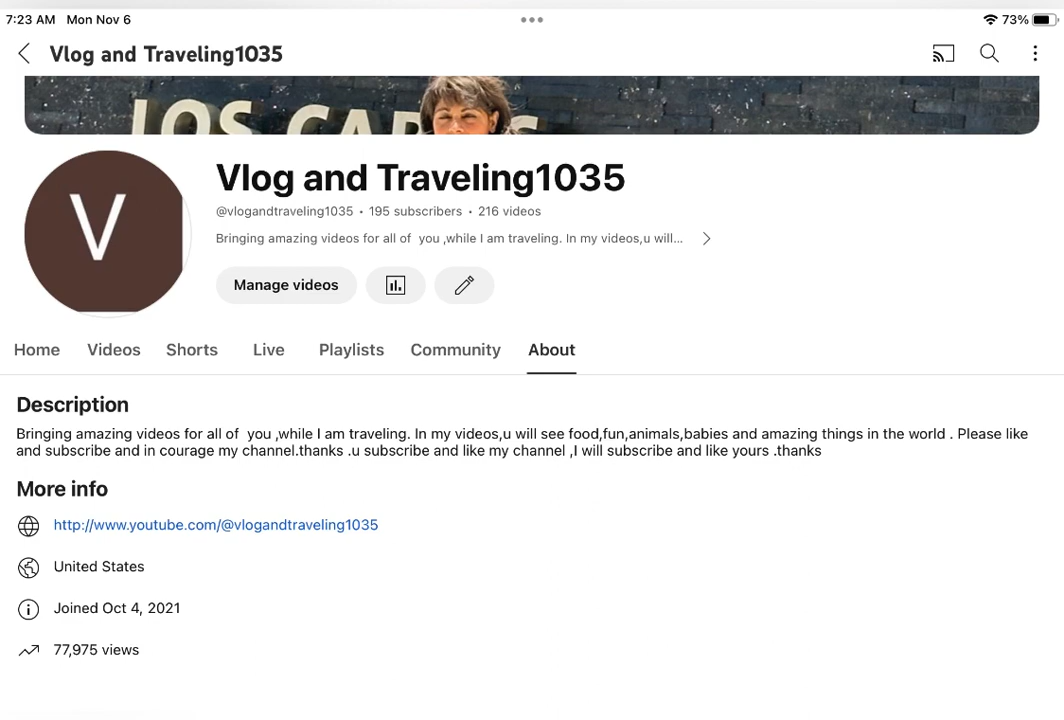 7:23 AM Mon Nov 6
73%
Vlog and Traveling1035
LOS CAB
V
Vlog and Traveling1035
@vlogandtraveling1035 • 195 subscribers • 216 videos
Bringing amazing videos for all of  you ,while I am traveling. In my videos,u will...
Manage videos
Home Videos Shorts Live Playlists Community About
Description
Bringing amazing videos for all of  you ,while I am traveling. In my videos,u will see food,fun,animals,babies and amazing things in the world . Please like
and subscribe and in courage my channel.thanks .u subscribe and like my channel ,I will subscribe and like yours .thanks
More info
http://www.youtube.com/@vlogandtraveling1035
United States
Joined Oct 4, 2021
77,975 views